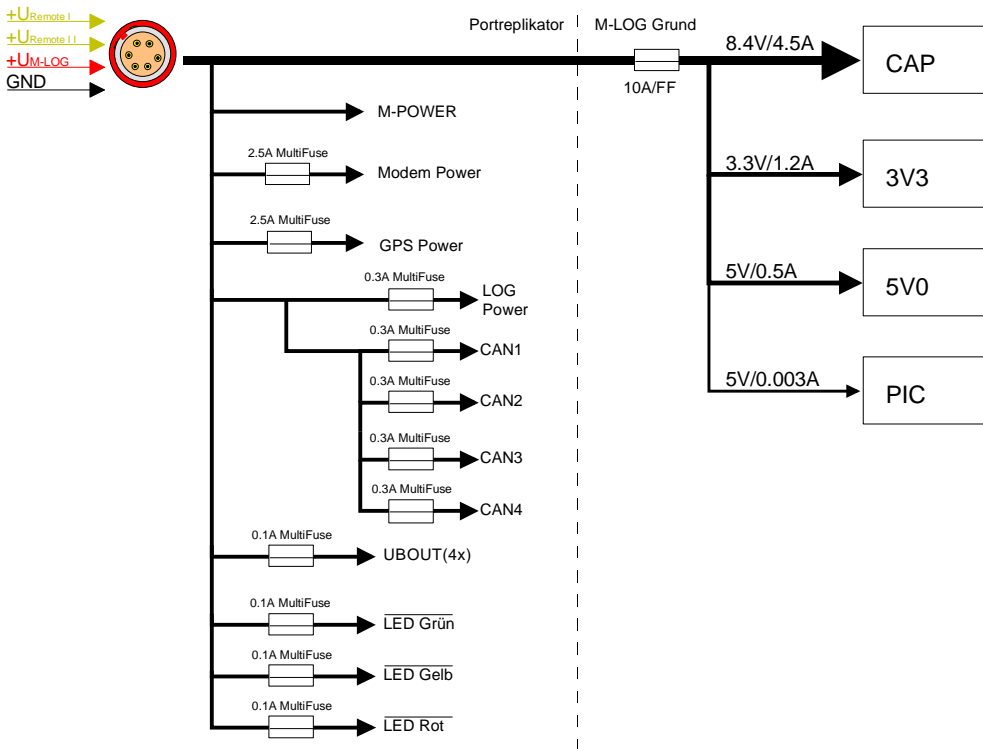 +URemote I
+URemote I I
+UM-LOG
GND
Portreplikator
M-LOG Grund
10A/FF
8.4V/4.5A
CAP
M-POWER
2.5A MultiFuse
Modem Power
3.3V/1.2A
3V3
2.5A MultiFuse
GPS Power
0.3A MultiFuse
LOG
Power
5V/0.5A
5V0
0.3A MultiFuse
CAN1
0.3A MultiFuse
CAN2
5V/0.003A
PIC
0.3A MultiFuse
CAN3
0.3A MultiFuse
CAN4
0.1A MultiFuse
UBOUT(4x)
0.1A MultiFuse
LED Grün
0.1A MultiFuse
LED Gelb
0.1A MultiFuse
LED Rot